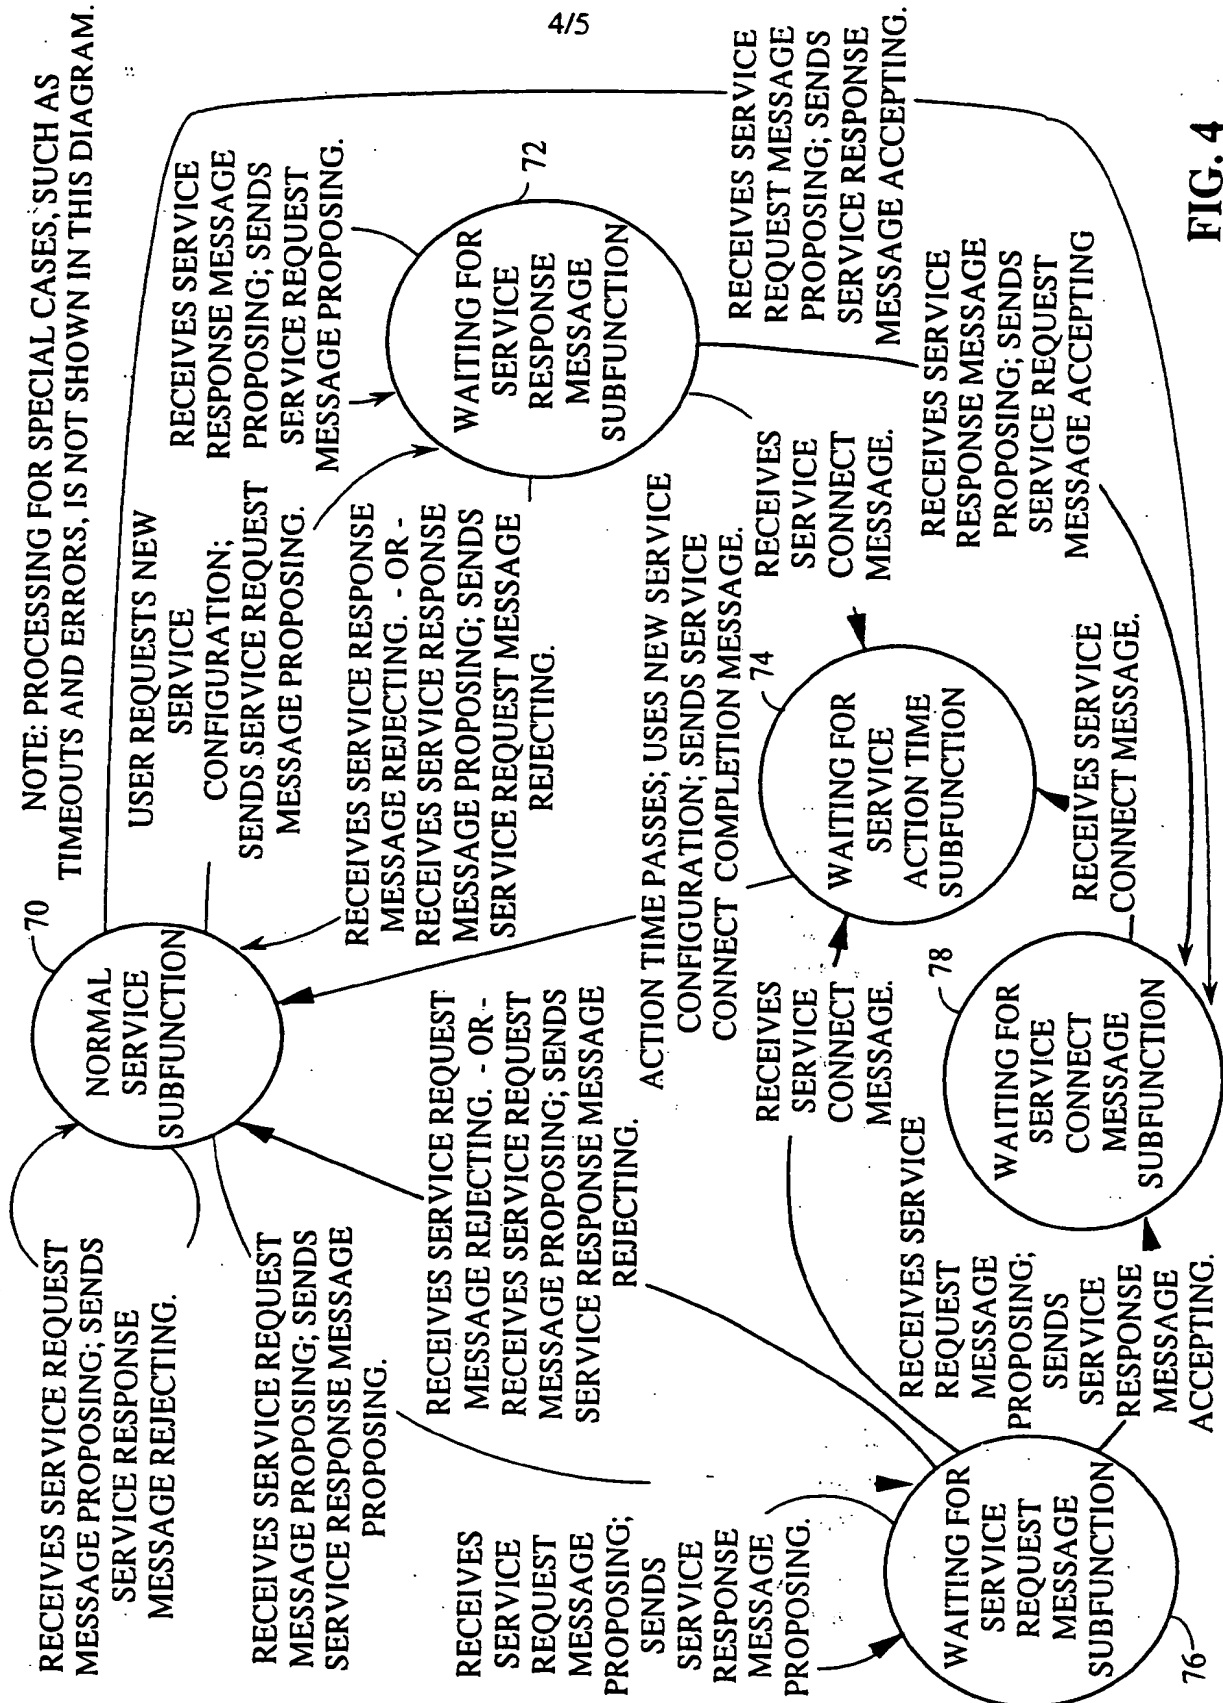 4/5
NOTE: PROCESSING FOR SPECIAL CASES, SUCH AS
TIMEOUTS AND ERRORS, IS NOT SHOWN IN THIS DIAGRAM.
RECEIVES SERVICE REQUEST
MESSAGE PROPOSING; SENDS
SERVICE RESPONSE
MESSAGE REJECTING.
70
NORMAL
SERVICE
SUBFUNCTION
USER REQUESTS NEW
SERVICE
CONFIGURATION;
SENDS SERVICE REQUEST
MESSAGE PROPOSING.
RECEIVES SERVICE
RESPONSE MESSAGE
PROPOSING; SENDS
SERVICE REQUEST
MESSAGE PROPOSING.
RECEIVES SERVICE REQUEST
MESSAGE PROPOSING; SENDS
SERVICE RESPONSE MESSAGE
PROPOSING.
RECEIVES SERVICE RESPONSE
MESSAGE REJECTING. - OR -
RECEIVES SERVICE RESPONSE
MESSAGE PROPOSING; SENDS
SERVICE REQUEST MESSAGE
REJECTING.
72
WAITING FOR
SERVICE
RESPONSE
MESSAGE
SUBFUNCTION
RECEIVES SERVICE REQUEST
MESSAGE REJECTING. -OR-
RECEIVES SERVICE REQUEST
MESSAGE PROPOSING; SENDS
SERVICE RESPONSE MESSAGE
REJECTING.
ACTION TIME PASSES; USES NEW SERVICE
CONFIGURATION; SENDS SERVICE
CONNECT COMPLETION MESSAGE.
RECEIVES SERVICE
REQUEST MESSAGE
PROPOSING; SENDS
SERVICE RESPONSE
MESSAGE ACCEPTING.
RECEIVES
SERVICE
REQUEST
MESSAGE
PROPOSING;
SENDS
SERVICE
RESPONSE
MESSAGE
PROPOSING.
RECEIVES
SERVICE
CONNECT
MESSAGE.
74
WAITING FOR
SERVICE
ACTION TIME
SUBFUNCTION
RECEIVES
SERVICE
CONNECT
MESSAGE.
RECEIVES SERVICE
RESPONSE MESSAGE
PROPOSING; SENDS
SERVICE REQUEST
MESSAGE ACCEPTING
WAITING FOR
SERVICE
REQUEST
MESSAGE
SUBFUNCTION
76
RECEIVES SERVICE
REQUEST
MESSAGE
PROPOSING;
SENDS
SERVICE
RESPONSE
MESSAGE
ACCEPTING.
78
WAITING FOR
SERVICE
CONNECT
MESSAGE
SUBFUNCTION
RECEIVES SERVICE
CONNECT MESSAGE.
FIG. 4